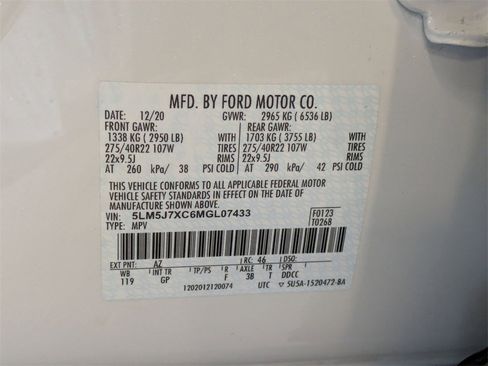 MFD. BY FORD MOTOR CO.
DATE: 12/20 GVWR: 2965 KG ( 6536 LB)
FRONT GAWR: REAR GAWR:
1338 KG ( 2950 LB) WITH 1703 KG ( 3755 LB) WITH
275/40R22 107W TIRES 275/40R22 107W TIRES
22x9.5J RIMS 22x9.5J RIMS
AT 260 kPa/ 38 PSI COLD AT 290 kPa/ 42 PSI COLD
THIS VEHICLE CONFORMS TO ALL APPLICABLE FEDERAL MOTOR
VEHICLE SAFETY STANDARDS IN EFFECT ON THE DATE OF
MANUFACTURE SHOWN ABOVE.
VIN: 5LM5J7XC6MGL07433 F0123
TYPE: MPV T0268
EXT PNT: AZ RC: 46 DSO:
WB INT TR TP/PS R AXLE TR SPR
119 GP F 3B T DDCC
1202012120074 UTC ▽ 5U5A-1520472-BA